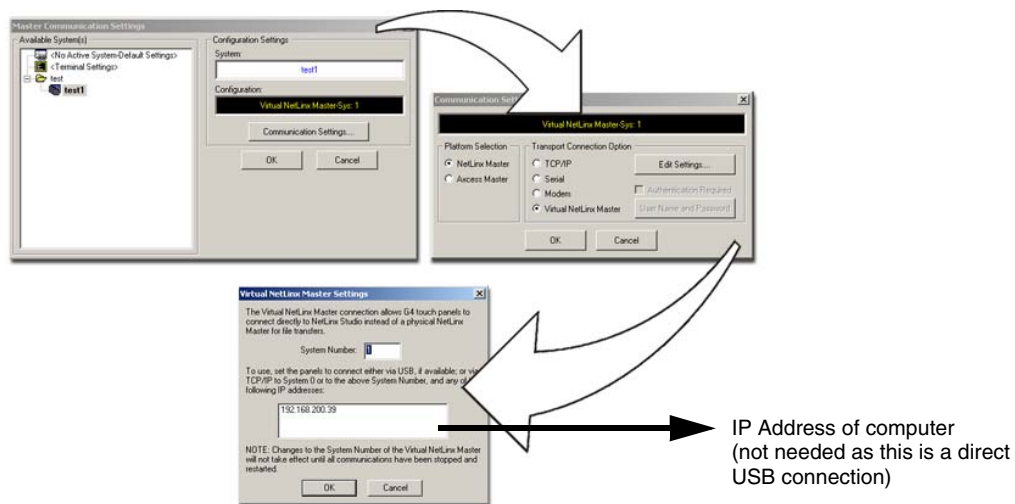 Master Communication Settings
Available System(s)
<No Active System-Default Settings>
<Terminal Settings>
test
test1
Configuration Settings
System:
test1
Configuration:
Virtual NetLinx Master-Sys: 1
Communication Settings....
OK
Cancel
Communication Sett
Virtual NetLinx Master-Sys: 1
Platform Selection
NetLinx Master
Axcess Master
Transport Connection Option
TCP/IP
Serial
Modem
Virtual NetLinx Master
Edit Settings....
Authentication Required
User Name and Password
OK
Cancel
Virtual NetLinx Master Settings
The Virtual NetLinx Master connection allows G4 touch panels to
connect directly to NetLinx Studio instead of a physical NetLinx
Master for file transfers.
System Number:
1
To use, set the panels to connect either via USB, if available; or via
TCP/IP to System 0 or to the above System Number, and any of
following IP addresses:
192.168.200.39
NOTE: Changes to the System Number of the Virtual NetLinx Master
will not take effect until all communications have been stopped and
restarted.
OK
Cancel
IP Address of computer
(not needed as this is a direct
USB connection)